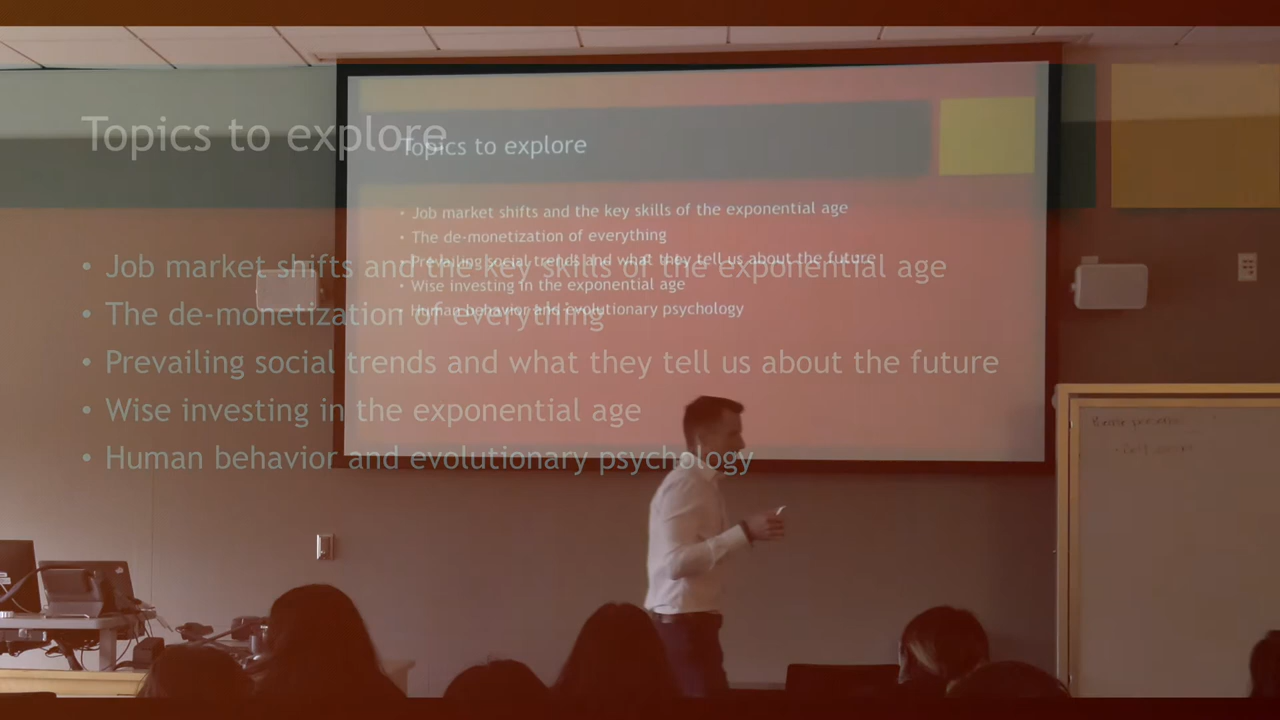 Topics to explore
• Job market shifts and the key skills of the exponential age
• The de-monetization of everything
• Prevailing social trends and what they tell us about the future
• Wise investing in the exponential age
• Human behavior and evolutionary psychology
Topics to explore
• Job market shifts and the key skills of the exponential age
• The de-monetization of everything
• Prevailing social trends and what they tell us about the future
• Wise investing in the exponential age
• Human behavior and evolutionary psychology